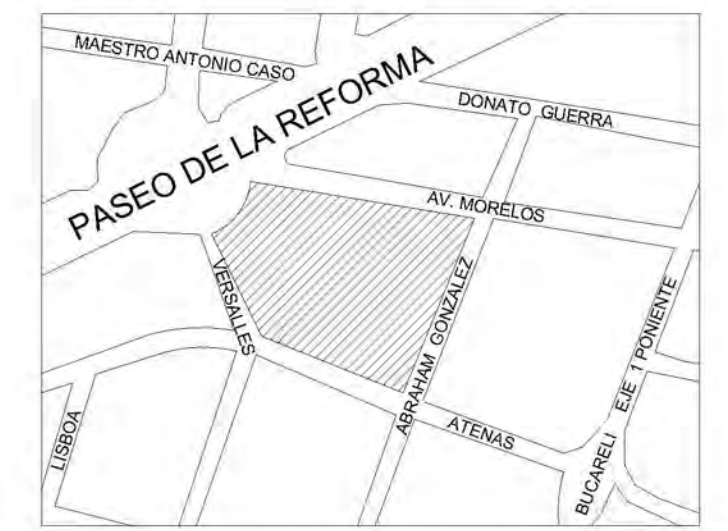 MAESTRO ANTONIO CASO
PASEO DE LA REFORMA
DONATO GUERRA
AV. MORELOS
VERSALLES
ABRAHAM GONZALEZ
EJE 1 PONIENTE
BUCARELI
ATENAS
LISBOA